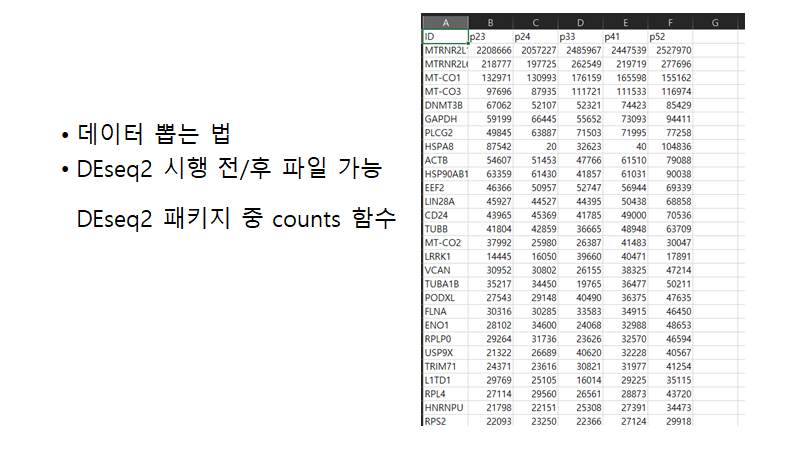 • 데이터 뽑는 법
• DEseq2 시행 전/후 파일 가능
DEseq2 패키지 중 counts 함수
A B C D E F G
ID p23 p24 p33 p41 p52
MTRNR2L 2208666 2057227 2485967 2447539 2527970
MTRNR2L 218777 197725 262549 219719 277696
MT-CO1 132971 130993 176159 165598 155162
MT-CO3 97696 87935 111721 111533 116974
DNMT3B 67062 52107 52321 74423 85429
GAPDH 59199 66445 55652 73093 94411
PLCG2 49845 63887 71503 71995 77258
HSPA8 87542 20 32623 40 104836
ACTB 54607 51453 47766 61510 79088
HSP90AB1 63359 61430 41857 61031 90038
EEF2 46366 50957 52747 56944 69339
LIN28A 45927 44527 44395 50438 68858
CD24 43965 45369 41785 49000 70536
TUBB 41804 42859 36665 48948 63709
MT-CO2 37992 25980 26387 41483 30047
LRRK1 14445 16050 39660 40471 17891
VCAN 30952 30802 26155 38325 47214
TUBA1B 35217 34450 19765 36477 50211
PODXL 27543 29148 40490 36375 47635
FLNA 30316 30285 33583 34915 46450
ENO1 28102 34600 24068 32988 48653
RPLP0 29264 31736 23626 32570 46594
USP9X 21322 26689 40620 32228 40567
TRIM71 24371 23616 30821 31977 41254
L1TD1 29769 25105 16014 29225 35115
RPL4 27114 29560 26561 28873 43720
HNRNPU 21798 22151 25308 27391 34473
RPS2 22093 23250 22366 27124 29918